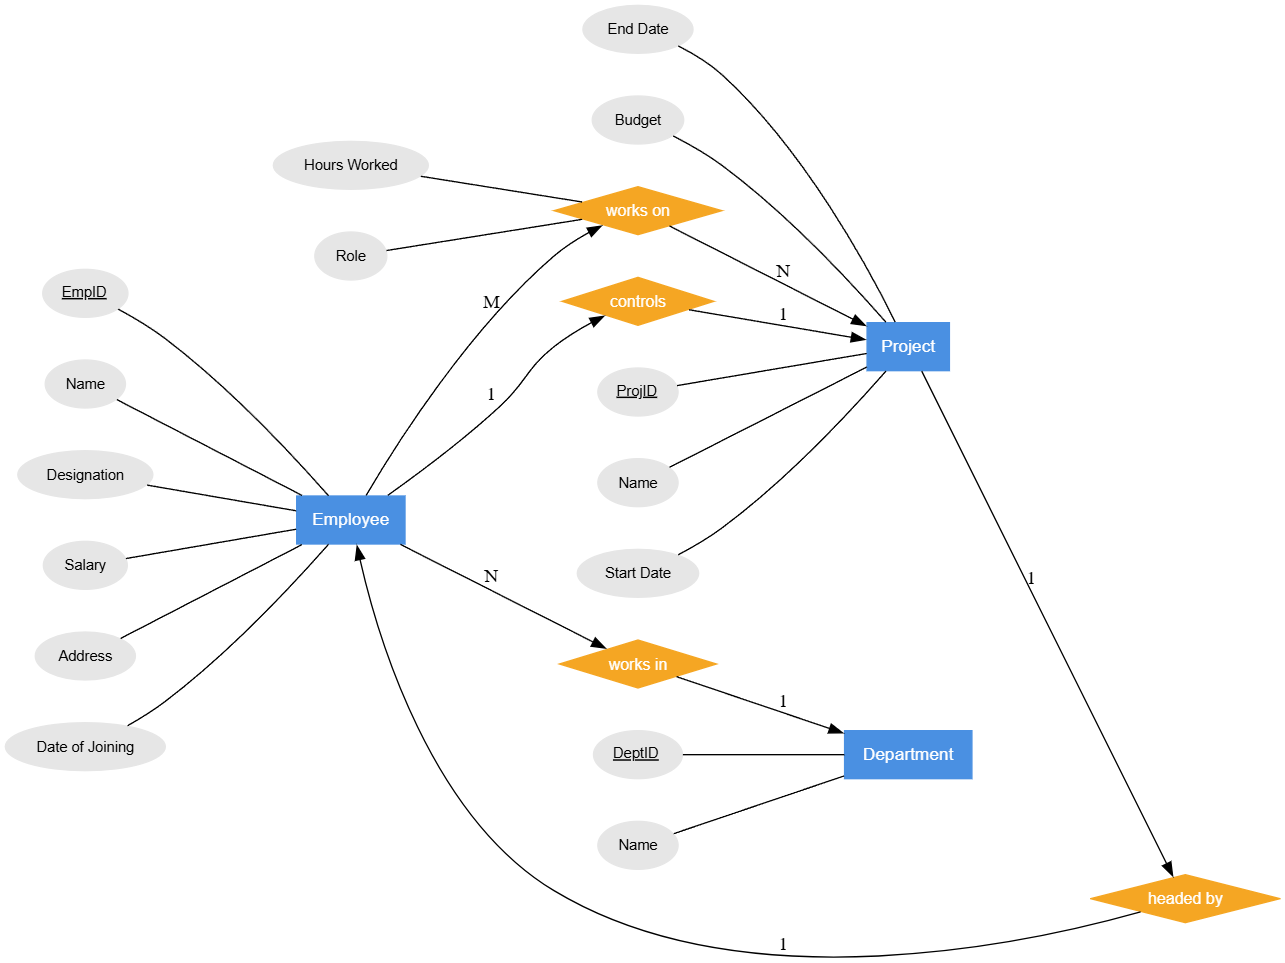 End Date
Budget
Hours Worked
works on
Role
N
EmpID
M
controls
1
Project
Name
1
ProjID
Designation
Name
Employee
Salary
Start Date
N
1
Address
works in
1
Date of Joining
DeptID
Department
Name
headed by
1